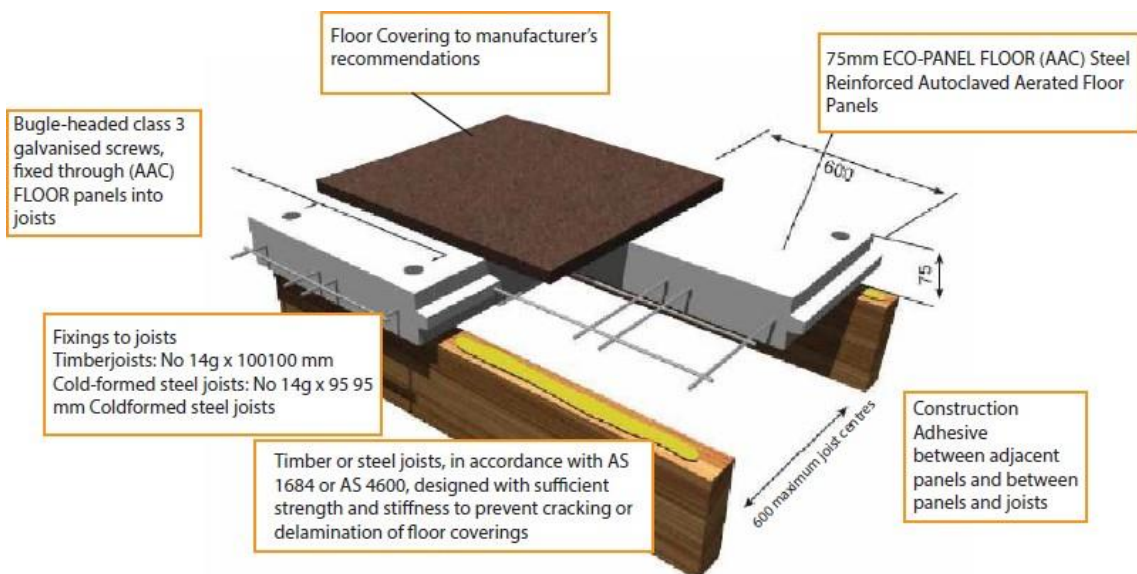 Floor Covering to manufacturer's
recommendations
75mm ECO-PANEL FLOOR (AAC) Steel
Reinforced Autoclaved Aerated Floor
Panels
Bugle-headed class 3
galvanised screws,
fixed through (AAC)
FLOOR panels into
joists
600
75
Fixings to joists
Timberjoists: No 14g x 100100 mm
Cold-formed steel joists: No 14g x 95 95
mm Coldformed steel joists
Timber or steel joists, in accordance with AS
1684 or AS 4600, designed with sufficient
strength and stiffness to prevent cracking or
delamination of floor coverings
600 maximum joist centres
Construction
Adhesive
between adjacent
panels and between
panels and joists